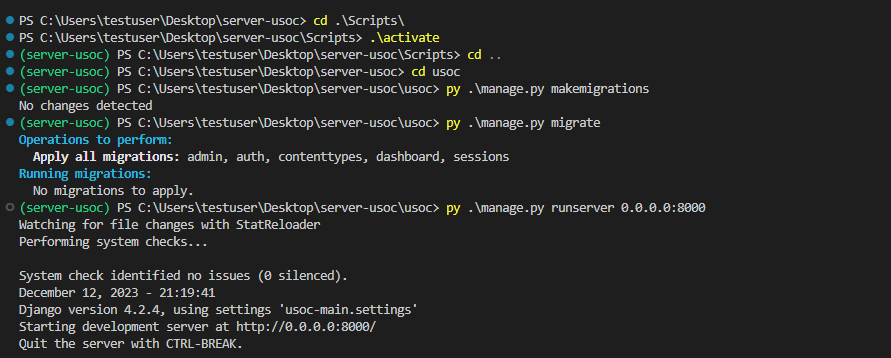 PS C:\Users\testuser\Desktop\server-usoc> cd .\Scripts\
PS C:\Users\testuser\Desktop\server-usoc\Scripts> .\activate
(server-usoc) PS C:\Users\testuser\Desktop\server-usoc\Scripts> cd ..
(server-usoc) PS C:\Users\testuser\Desktop\server-usoc> cd usoc
(server-usoc) PS C:\Users\testuser\Desktop\server-usoc\usoc> py .\manage.py makemigrations
No changes detected
(server-usoc) PS C:\Users\testuser\Desktop\server-usoc\usoc> py .\manage.py migrate
Operations to perform:
  Apply all migrations: admin, auth, contenttypes, dashboard, sessions
Running migrations:
  No migrations to apply.
(server-usoc) PS C:\Users\testuser\Desktop\server-usoc\usoc> py .\manage.py runserver 0.0.0.0:8000
Watching for file changes with StatReloader
Performing system checks...

System check identified no issues (0 silenced).
December 12, 2023 - 21:19:41
Django version 4.2.4, using settings 'usoc-main.settings'
Starting development server at http://0.0.0.0:8000/
Quit the server with CTRL-BREAK.